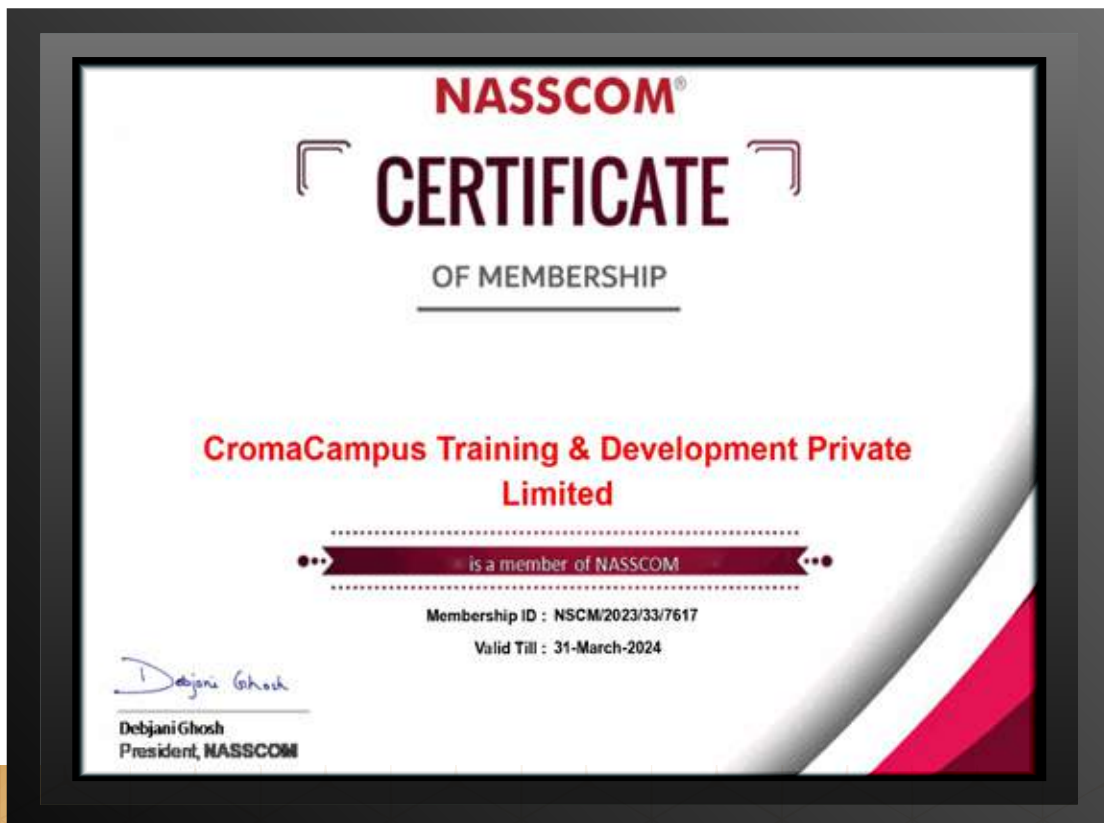 NASSCOM®
CERTIFICATE
OF MEMBERSHIP
CromaCampus Training & Development Private
Limited
is a member of NASSCOM
Membership ID : NSCM/2023/33/7617
Valid Till : 31-March-2024
Debjani Ghosh
Debjani Ghosh
President, NASSCOM